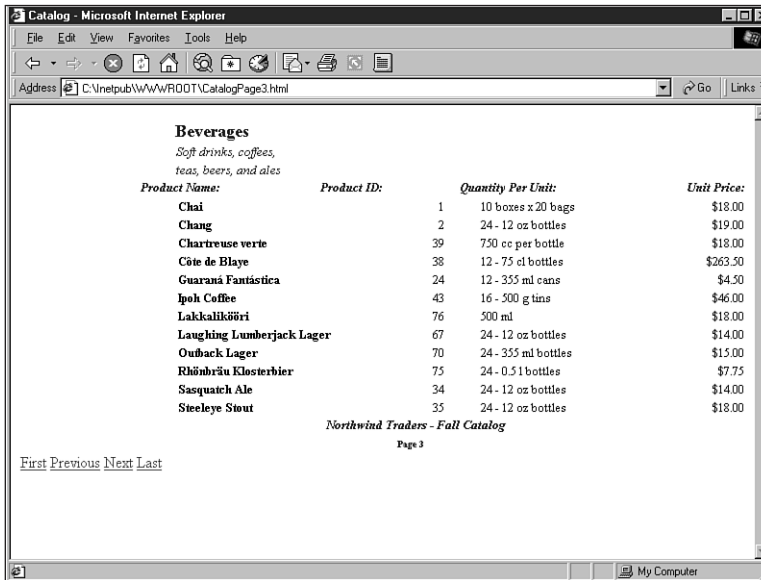 Catalog - Microsoft Internet Explorer
File Edit View Favorites Tools Help
Address C:\Inetpub\WWWROOT\CatalogPage3.html Go Links
Beverages
Soft drinks, coffees,
teas, beers, and ales
Product Name: Product ID: Quantity Per Unit: Unit Price:
Chai 1 10 boxes x 20 bags $18.00
Chang 2 24 - 12 oz bottles $19.00
Chartreuse verte 39 750 cc per bottle $18.00
Côte de Blaye 38 12 - 75 cl bottles $263.50
Guaraná Fantástica 24 12 - 355 ml cans $4.50
Ipoh Coffee 43 16 - 500 g tins $46.00
Lakkalikööri 76 500 ml $18.00
Laughing Lumberjack Lager 67 24 - 12 oz bottles $14.00
Outback Lager 70 24 - 355 ml bottles $15.00
Rhönbräu Klosterbier 75 24 - 0.5 l bottles $7.75
Sasquatch Ale 34 24 - 12 oz bottles $14.00
Steeleye Stout 35 24 - 12 oz bottles $18.00
Northwind Traders - Fall Catalog
Page 3
First Previous Next Last
My Computer